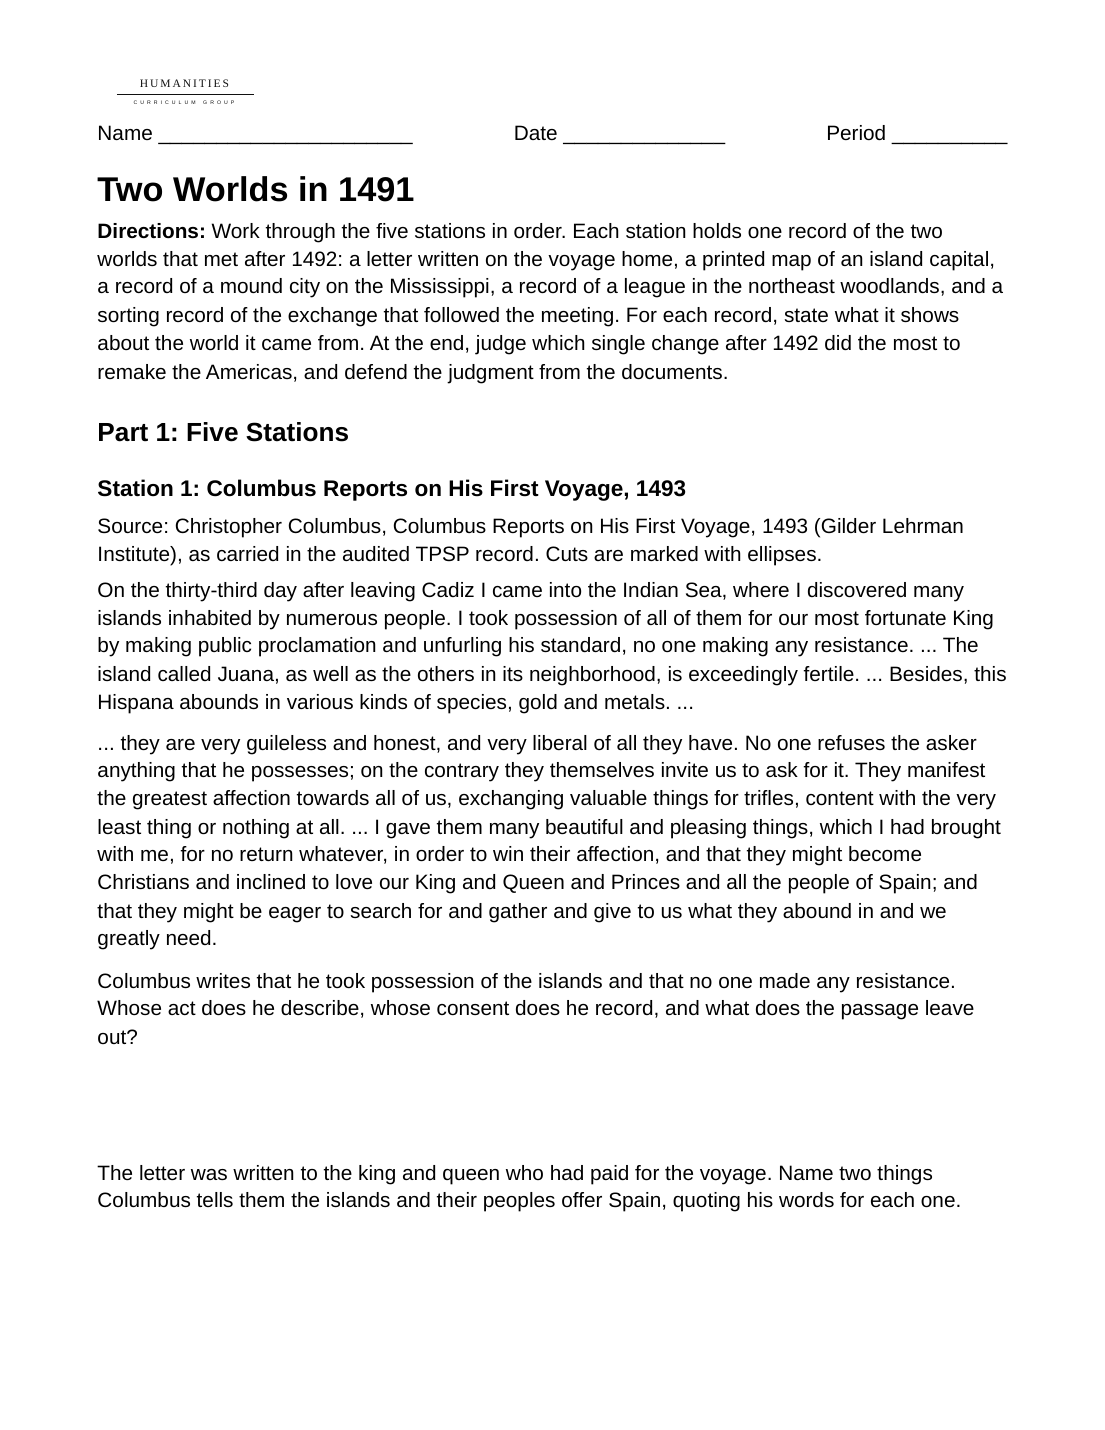 HUMANITIES
CURRICULUM GROUP
Name ______________________ Date ______________ Period __________
Two Worlds in 1491
Directions: Work through the five stations in order. Each station holds one record of the two
worlds that met after 1492: a letter written on the voyage home, a printed map of an island capital,
a record of a mound city on the Mississippi, a record of a league in the northeast woodlands, and a
sorting record of the exchange that followed the meeting. For each record, state what it shows
about the world it came from. At the end, judge which single change after 1492 did the most to
remake the Americas, and defend the judgment from the documents.
Part 1: Five Stations
Station 1: Columbus Reports on His First Voyage, 1493
Source: Christopher Columbus, Columbus Reports on His First Voyage, 1493 (Gilder Lehrman
Institute), as carried in the audited TPSP record. Cuts are marked with ellipses.
On the thirty-third day after leaving Cadiz I came into the Indian Sea, where I discovered many
islands inhabited by numerous people. I took possession of all of them for our most fortunate King
by making public proclamation and unfurling his standard, no one making any resistance. ... The
island called Juana, as well as the others in its neighborhood, is exceedingly fertile. ... Besides, this
Hispana abounds in various kinds of species, gold and metals. ...
... they are very guileless and honest, and very liberal of all they have. No one refuses the asker
anything that he possesses; on the contrary they themselves invite us to ask for it. They manifest
the greatest affection towards all of us, exchanging valuable things for trifles, content with the very
least thing or nothing at all. ... I gave them many beautiful and pleasing things, which I had brought
with me, for no return whatever, in order to win their affection, and that they might become
Christians and inclined to love our King and Queen and Princes and all the people of Spain; and
that they might be eager to search for and gather and give to us what they abound in and we
greatly need.
Columbus writes that he took possession of the islands and that no one made any resistance.
Whose act does he describe, whose consent does he record, and what does the passage leave
out?
The letter was written to the king and queen who had paid for the voyage. Name two things
Columbus tells them the islands and their peoples offer Spain, quoting his words for each one.